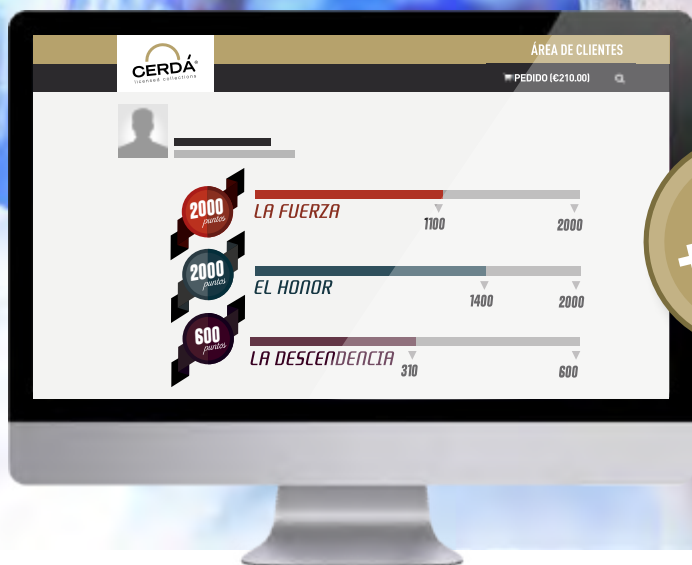 ÁREA DE CLIENTES
CERDÁ®
licensed collections
PEDIDO (€210.00)
2000
puntos
LA FUERZA
1100
2000
2000
puntos
EL HONOR
1400
2000
600
puntos
LA DESCENDENCIA
310
600